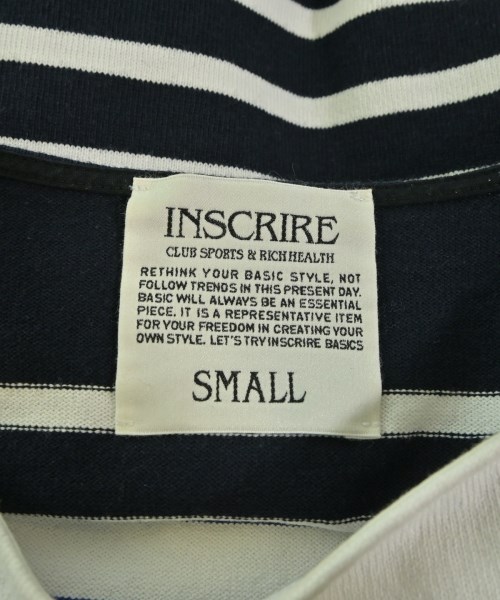 INSCRIRE
CLUB SPORTS & RICH HEALTH
RETHINK YOUR BASIC STYLE, NOT
FOLLOW TRENDS IN THIS PRESENT DAY.
BASIC WILL ALWAYS BE AN ESSENTIAL
PIECE. IT IS A REPRESENTATIVE ITEM
FOR YOUR FREEDOM IN CREATING YOUR
OWN STYLE. LET'S TRY INSCRIRE BASICS
SMALL